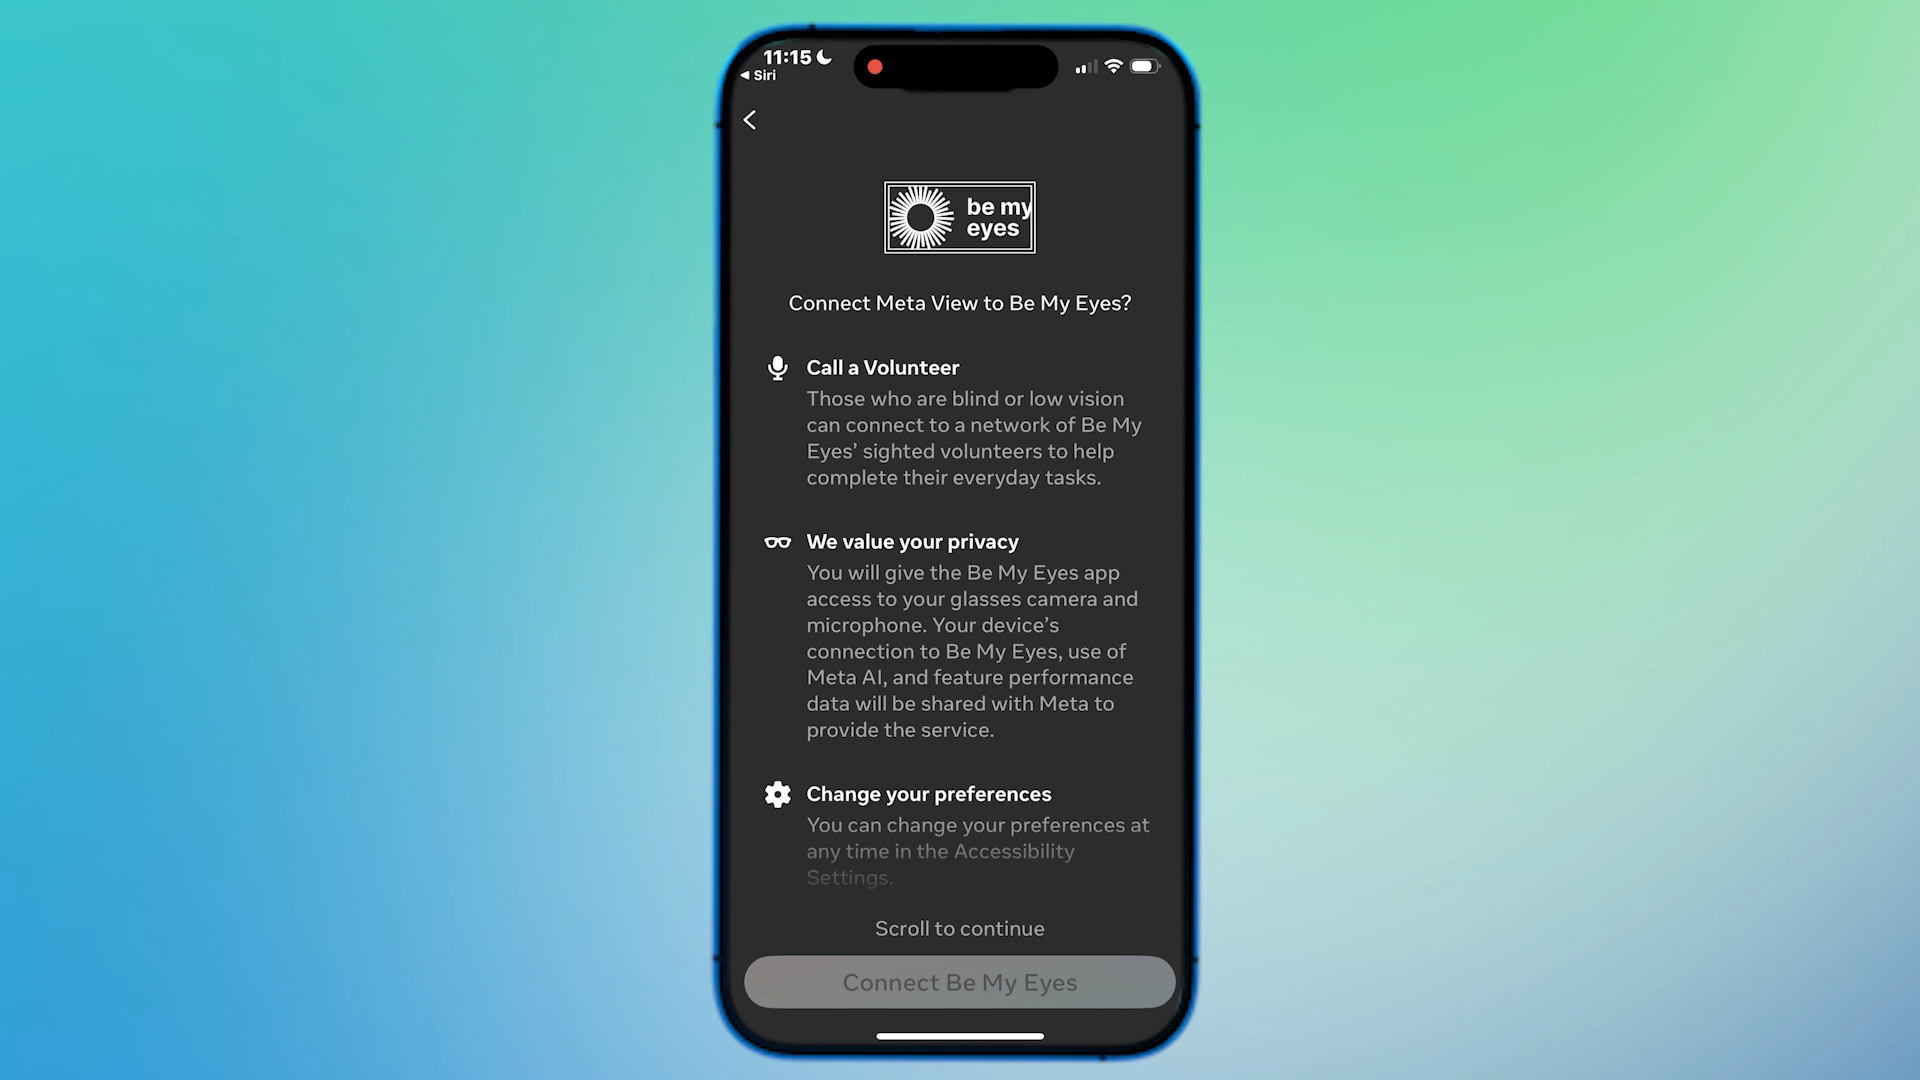 11:15
◀ Siri
be my
eyes
Connect Meta View to Be My Eyes?
Call a Volunteer
Those who are blind or low vision
can connect to a network of Be My
Eyes’ sighted volunteers to help
complete their everyday tasks.
We value your privacy
You will give the Be My Eyes app
access to your glasses camera and
microphone. Your device’s
connection to Be My Eyes, use of
Meta AI, and feature performance
data will be shared with Meta to
provide the service.
Change your preferences
You can change your preferences at
any time in the Accessibility
Settings.
Scroll to continue
Connect Be My Eyes